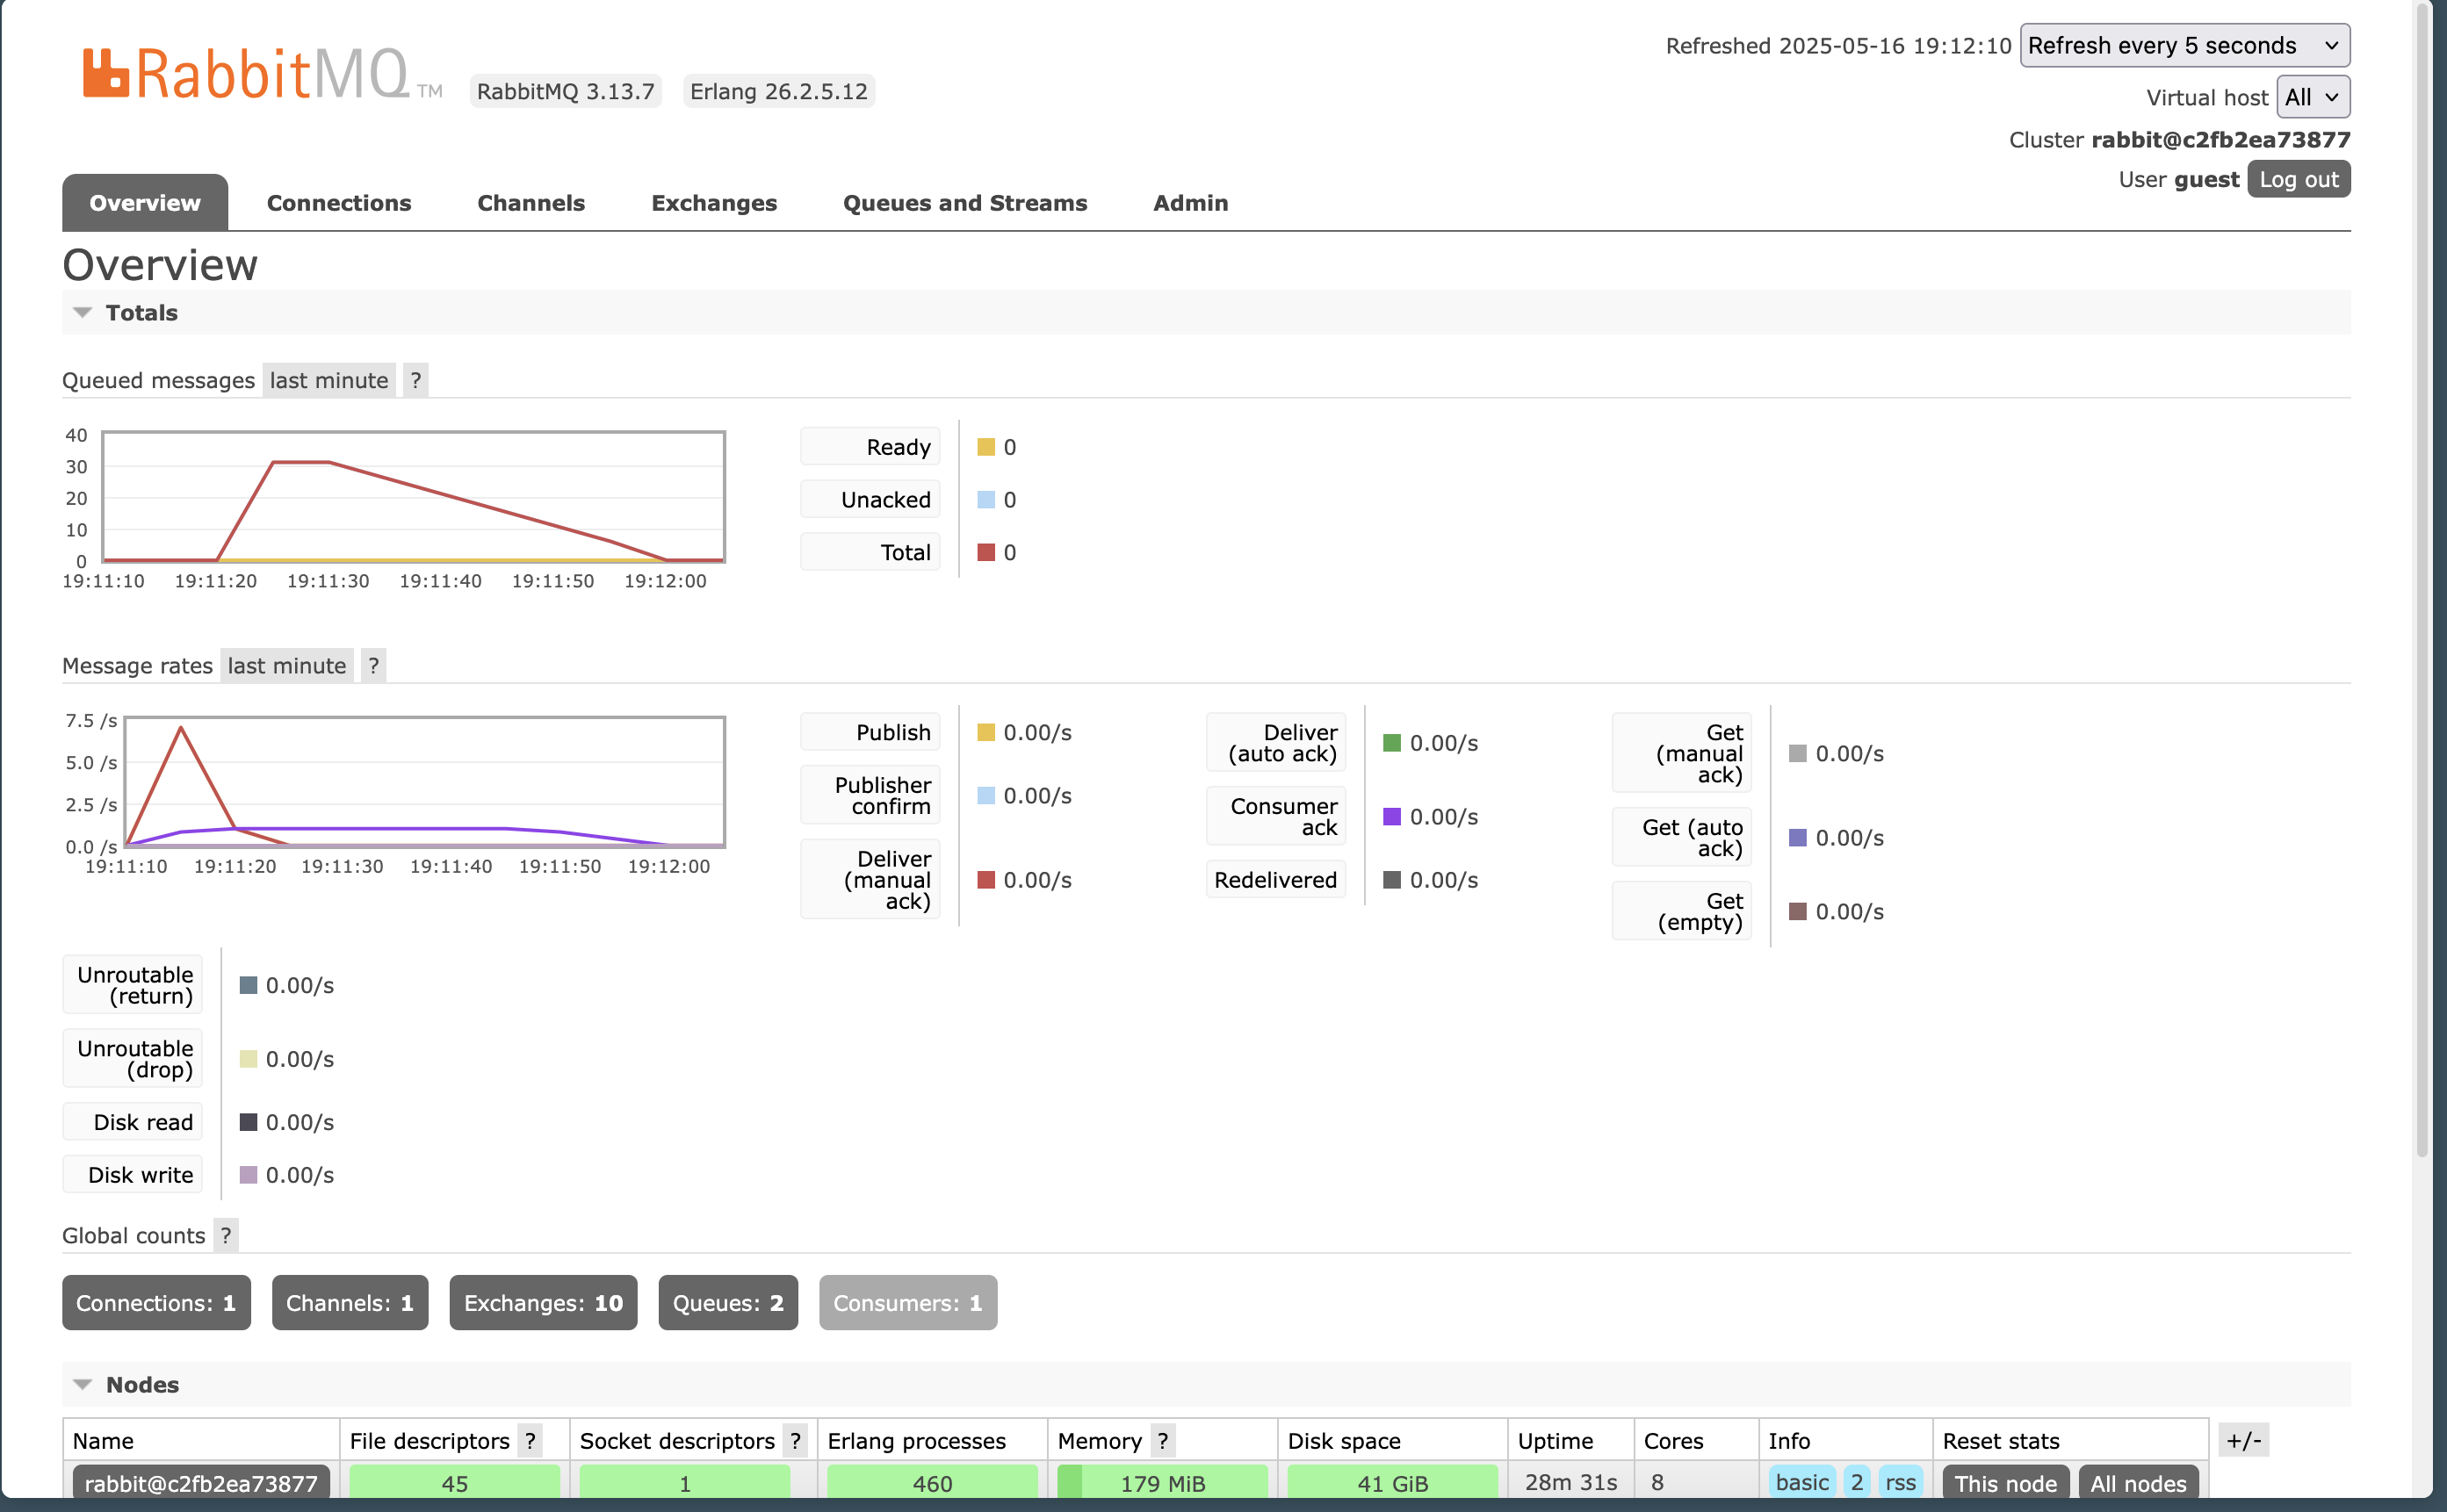 RabbitMQ TM
RabbitMQ 3.13.7
Erlang 26.2.5.12
Refreshed 2025-05-16 19:12:10 Refresh every 5 seconds
Virtual host All
Cluster rabbit@c2fb2ea73877
User guest Log out
Overview Connections Channels Exchanges Queues and Streams Admin
Overview
Totals
Queued messages last minute ?
40
30
20
10
0
19:11:10 19:11:20 19:11:30 19:11:40 19:11:50 19:12:00
Ready 0
Unacked 0
Total 0
Message rates last minute ?
7.5 /s
5.0 /s
2.5 /s
0.0 /s
19:11:10 19:11:20 19:11:30 19:11:40 19:11:50 19:12:00
Publish 0.00/s
Publisher
confirm 0.00/s
Deliver
(manual
ack) 0.00/s
Deliver
(auto ack) 0.00/s
Consumer
ack 0.00/s
Redelivered 0.00/s
Get
(manual
ack) 0.00/s
Get (auto
ack) 0.00/s
Get
(empty) 0.00/s
Unroutable
(return) 0.00/s
Unroutable
(drop) 0.00/s
Disk read 0.00/s
Disk write 0.00/s
Global counts ?
Connections: 1 Channels: 1 Exchanges: 10 Queues: 2 Consumers: 1
Nodes
Name File descriptors ? Socket descriptors ? Erlang processes Memory ? Disk space Uptime Cores Info Reset stats +/-
rabbit@c2fb2ea73877 45 1 460 179 MiB 41 GiB 28m 31s 8 basic 2 rss This node All nodes